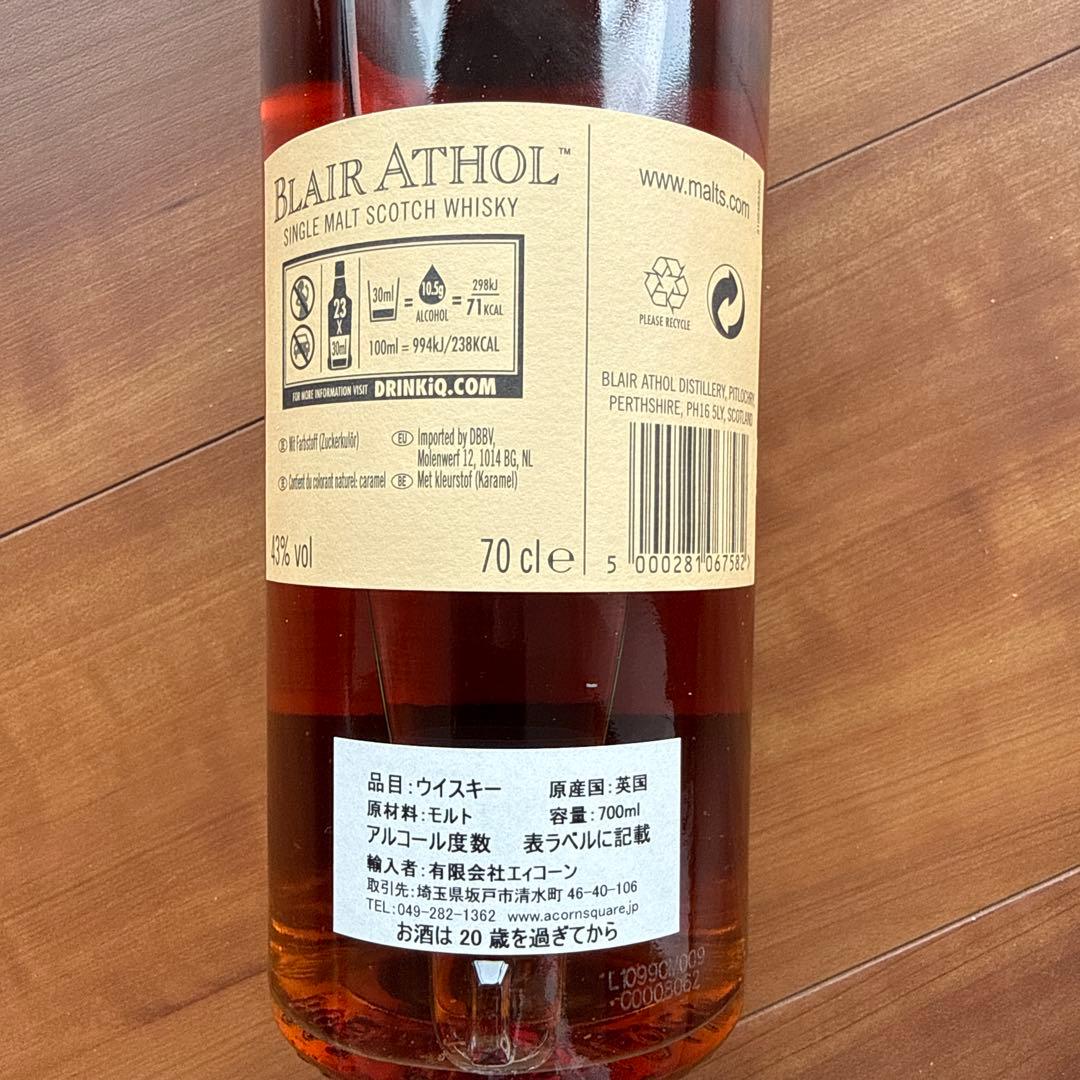 BLAIR ATHOL™
SINGLE MALT SCOTCH WHISKY
23
X
30ml
30ml = 10.5g ALCOHOL = 298kJ 71KCAL
100ml = 994kJ/238KCAL
FOR MORE INFORMATION VISIT DRINKiQ.COM
Mit Farbstoff (Zuckerkulör)
Contient du colorant naturel: caramel
EU Imported by DBBV,
Molenwerf 12, 1014 BG, NL
BE Met kleurstof (Karamel)
43% vol
70 cl e
www.malts.com
PLEASE RECYCLE
BLAIR ATHOL DISTILLERY, PITLOCHRY
PERTHSHIRE, PH16 5LY, SCOTLAND
5 000281 067582 >
品目:ウイスキー 原産国:英国
原材料:モルト 容量:700ml
アルコール度数 表ラベルに記載
輸入者:有限会社エィコーン
取引先:埼玉県坂戸市清水町 46-40-106
TEL:049-282-1362 www.acornsquare.jp
お酒は 20 歳を過ぎてから